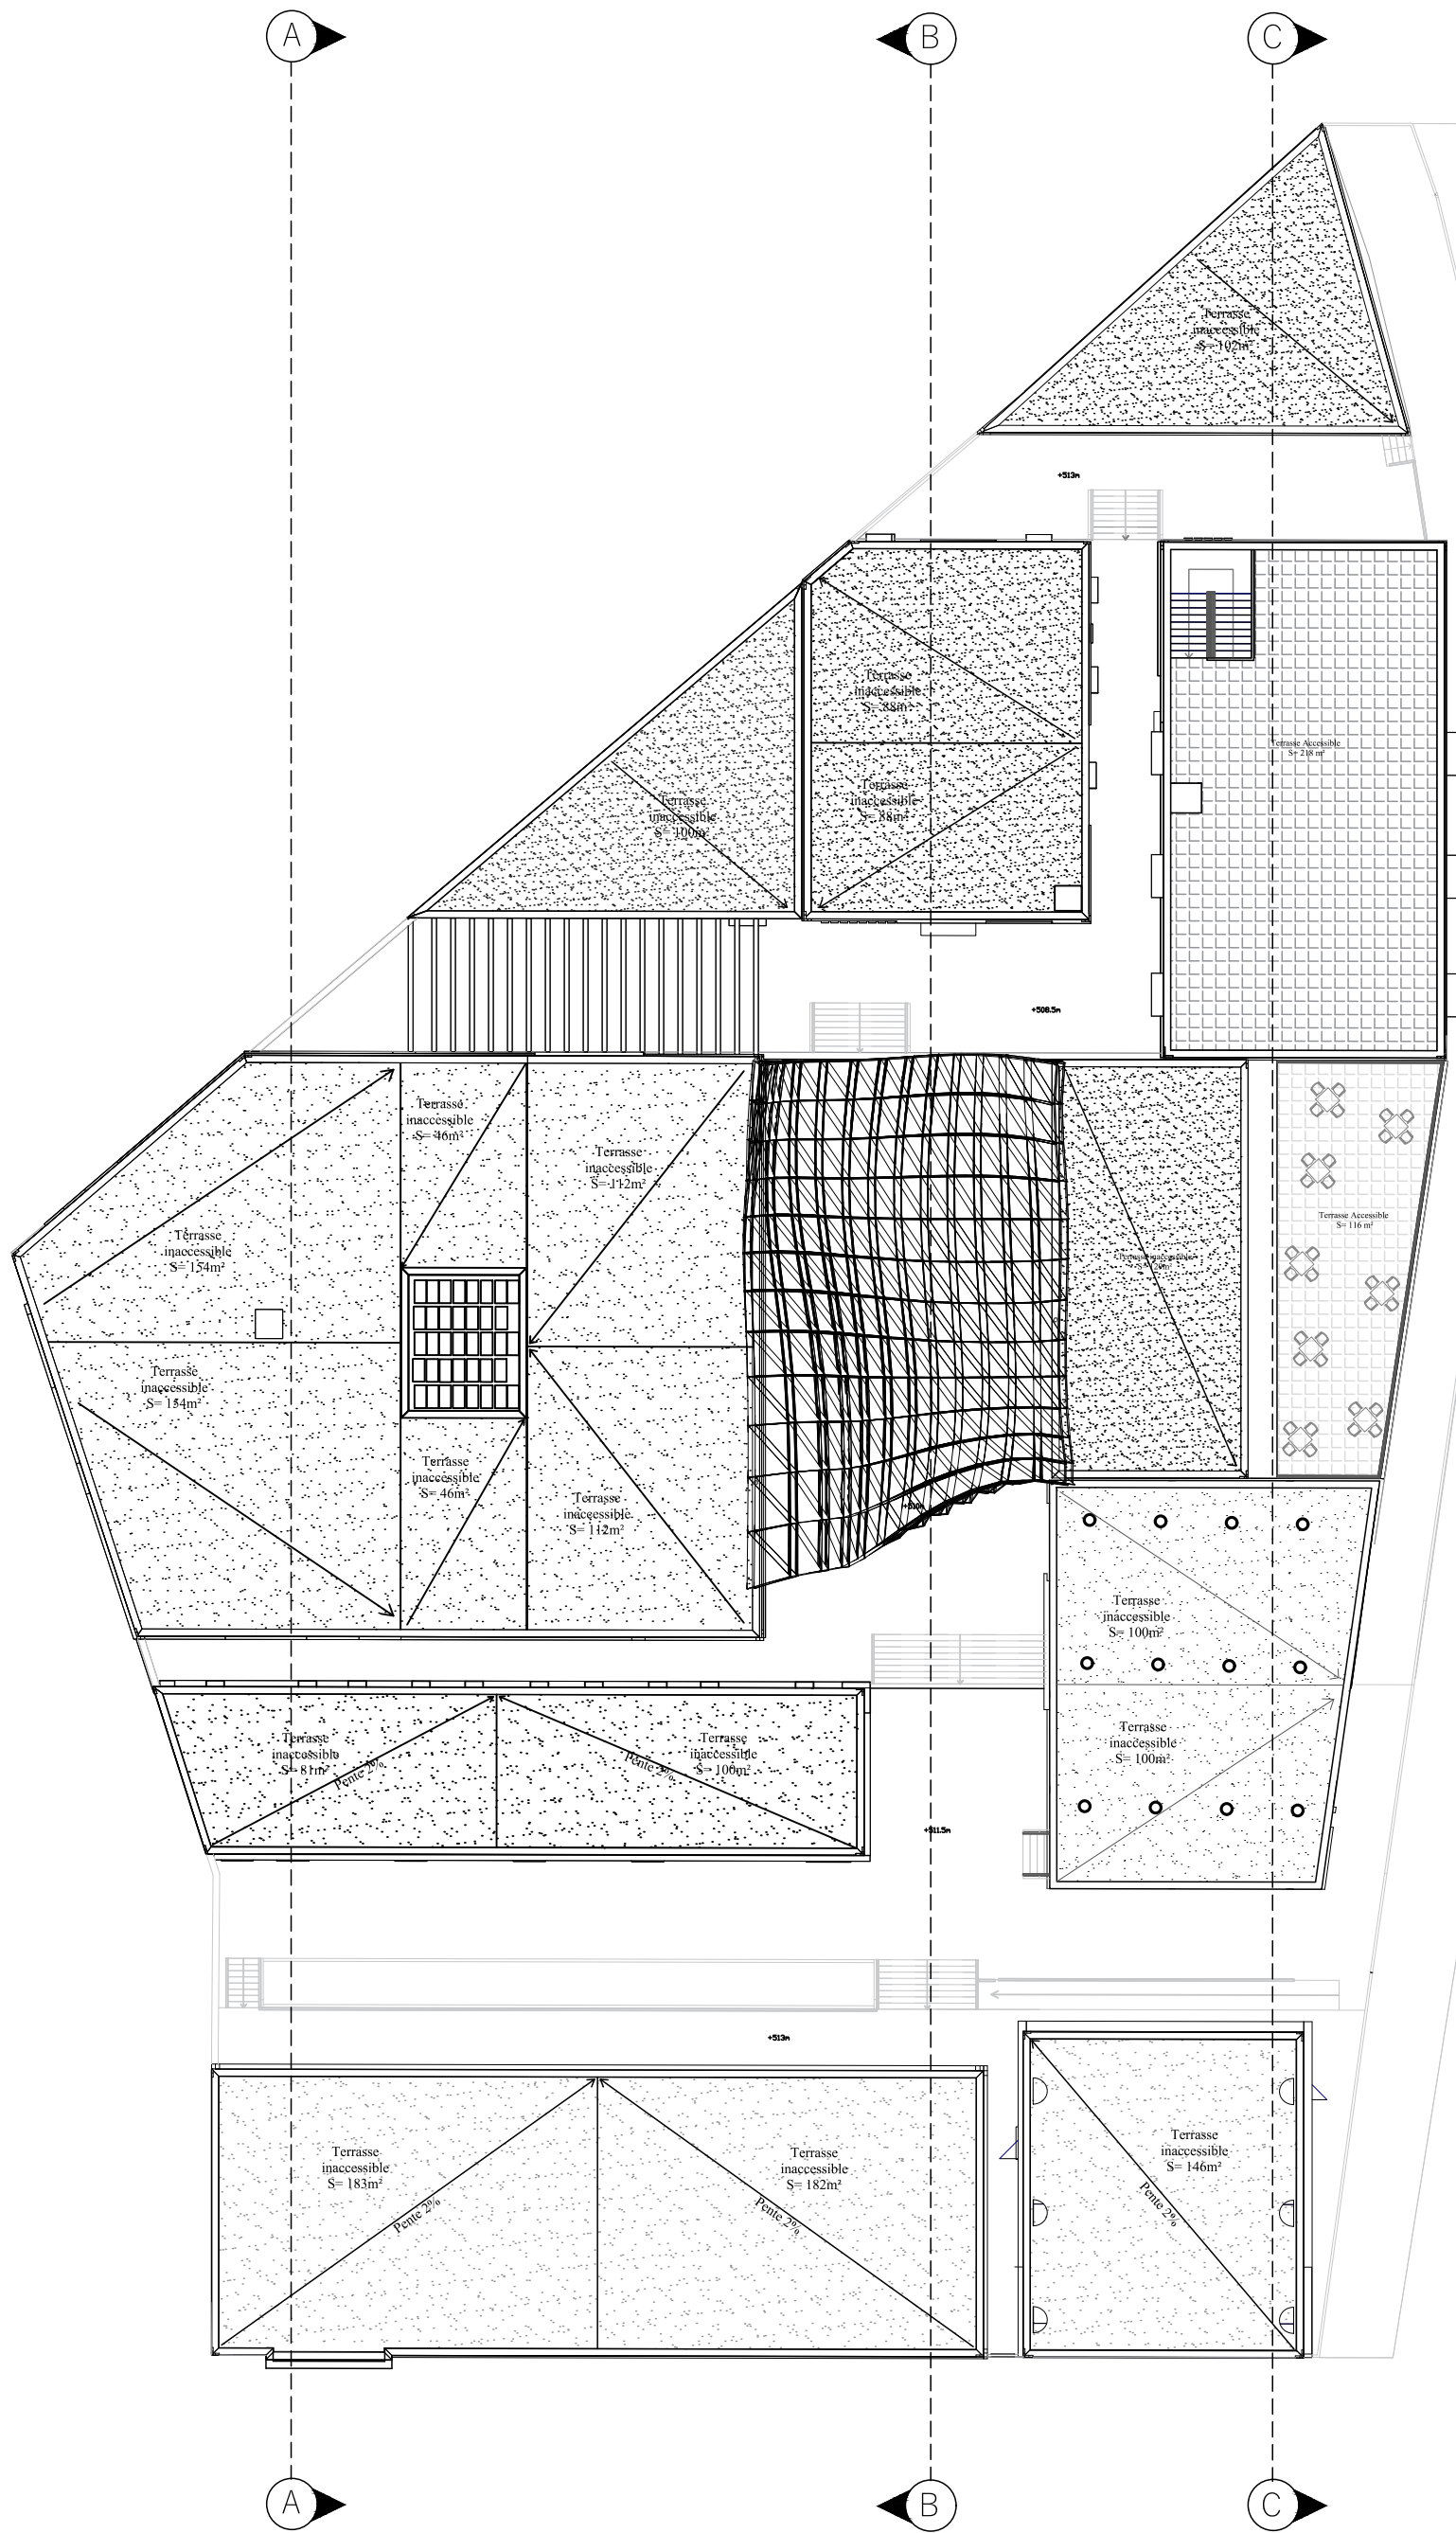 A
B
C
Terrasse
inaccessible
S= 102m²
+513m
Terrasse
inaccessible
S= 88m²
Terrasse Accessible
S= 218 m²
Terrasse
inaccessible
S= 88m²
Terrasse
inaccessible
S= 100m²
+508.5m
Terrasse
inaccessible
S= 46m²
Terrasse
inaccessible
S= 112m²
Terrasse
inaccessible
S= 154m²
Terrasse Accessible
S= 116 m²
Terrasse inaccessible
Terrasse
inaccessible
S= 154m²
Terrasse
inaccessible
S= 46m²
Terrasse
inaccessible
S= 112m²
Terrasse
inaccessible
S= 100m²
Terrasse
inaccessible
S= 81m²
Pente 2%
Terrasse
inaccessible
S= 100m²
Pente 2%
Terrasse
inaccessible
S= 100m²
+511.5m
+513m
Terrasse
inaccessible
S= 183m²
Pente 2%
Terrasse
inaccessible
S= 182m²
Pente 2%
Terrasse
inaccessible
S= 146m²
Pente 2%
A
B
C